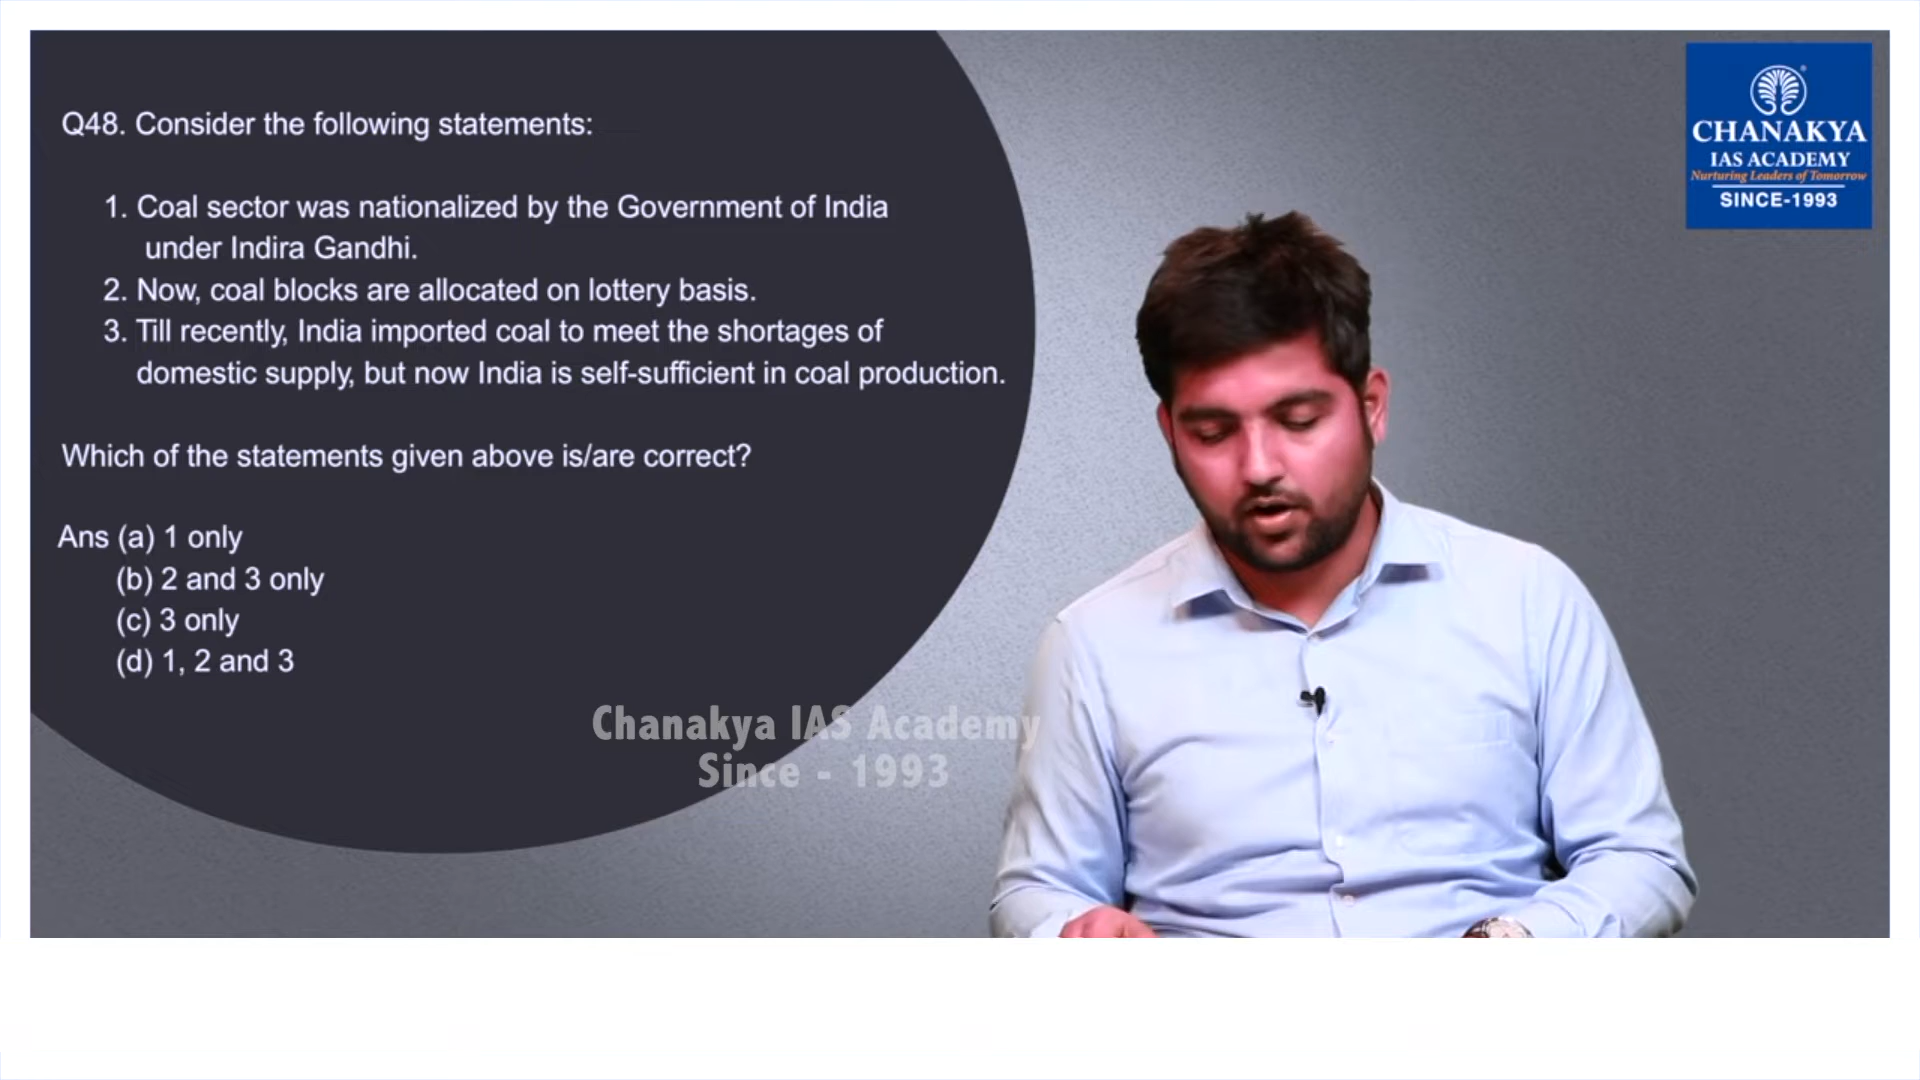 Q48. Consider the following statements:
1. Coal sector was nationalized by the Government of India
under Indira Gandhi.
2. Now, coal blocks are allocated on lottery basis.
3. Till recently, India imported coal to meet the shortages of
domestic supply, but now India is self-sufficient in coal production.
Which of the statements given above is/are correct?
Ans (a) 1 only
(b) 2 and 3 only
(c) 3 only
(d) 1, 2 and 3
CHANAKYA
IAS ACADEMY
Nurturing Leaders of Tomorrow
SINCE-1993
Chanakya IAS Academy
Since - 1993